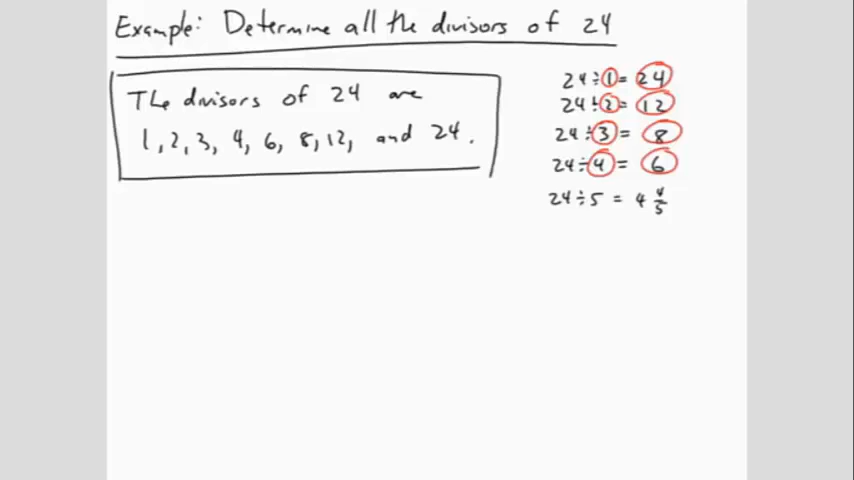 Example: Determine all the divisors of 24
The divisors of 24 are
1, 2, 3, 4, 6, 8, 12, and 24.
24 ÷ 1 = 24
24 ÷ 2 = 12
24 ÷ 3 = 8
24 ÷ 4 = 6
24 ÷ 5 = 4 4/5